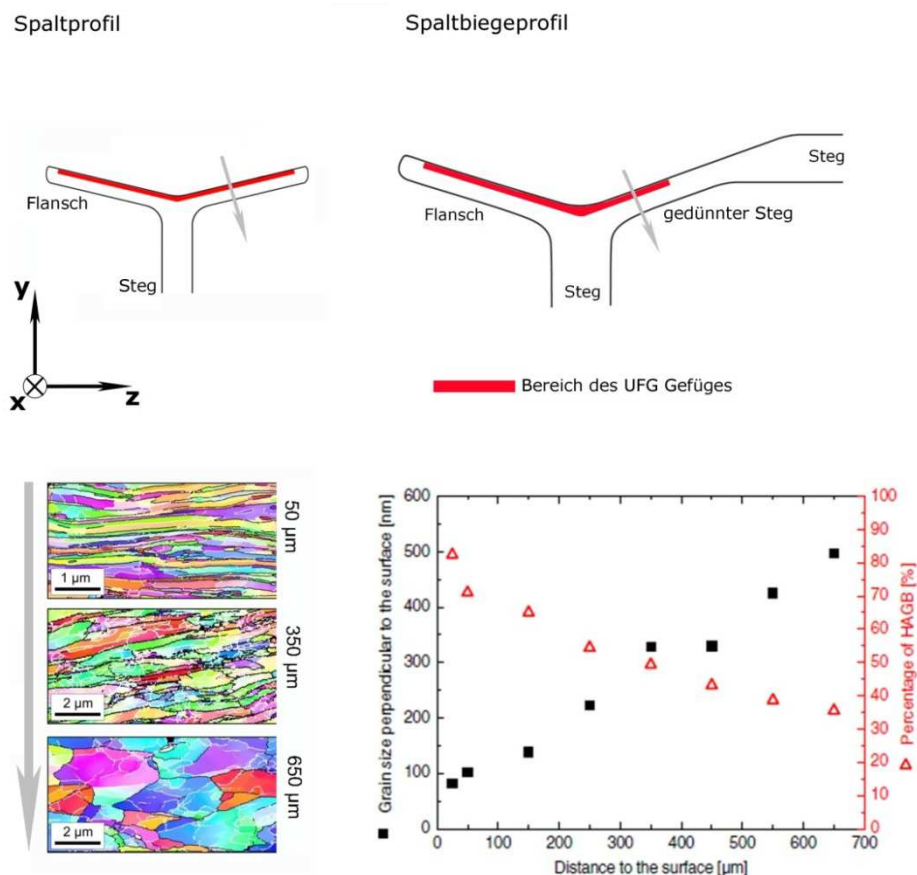 Spaltprofil
Spaltbiegeprofil
Flansch
Steg
Flansch
Steg
gedünnter Steg
Steg
y
x
z
Bereich des UFG Gefüges
50 µm
1 µm
350 µm
2 µm
650 µm
2 µm
Grain size perpendicular to the surface [nm]
600
500
400
300
200
100
0
0 100 200 300 400 500 600 700
Distance to the surface [µm]
100
90
80
70
60
50
40
30
20
10
0
Percentage of HAGB [%]